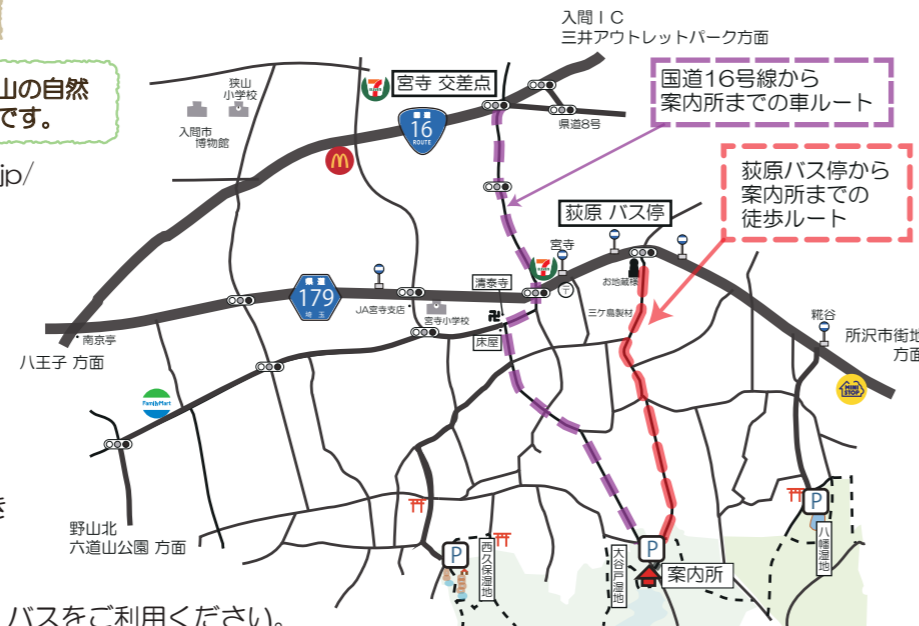 入間IC
三井アウトレットパーク方面
山の自然
です。
狭山
小学校
入間市
博物館
宮寺 交差点
国道
16
ROUTE
県道8号
国道16号線から
案内所までの車ルート
jp/
荻原バス停から
案内所までの
徒歩ルート
荻原 バス停
宮寺
清泰寺
お地蔵様
県道
179
埼玉
JA宮寺支店
宮寺小学校
三ケ島製材
糀谷
床屋
南京亭
八王子 方面
所沢市街地
方面
FamilyMart
MINI
STOP
野山北
六道山公園 方面
P
西久保湿地
大谷戸湿地
P
案内所
P
八幡湿地
バスをご利用ください。